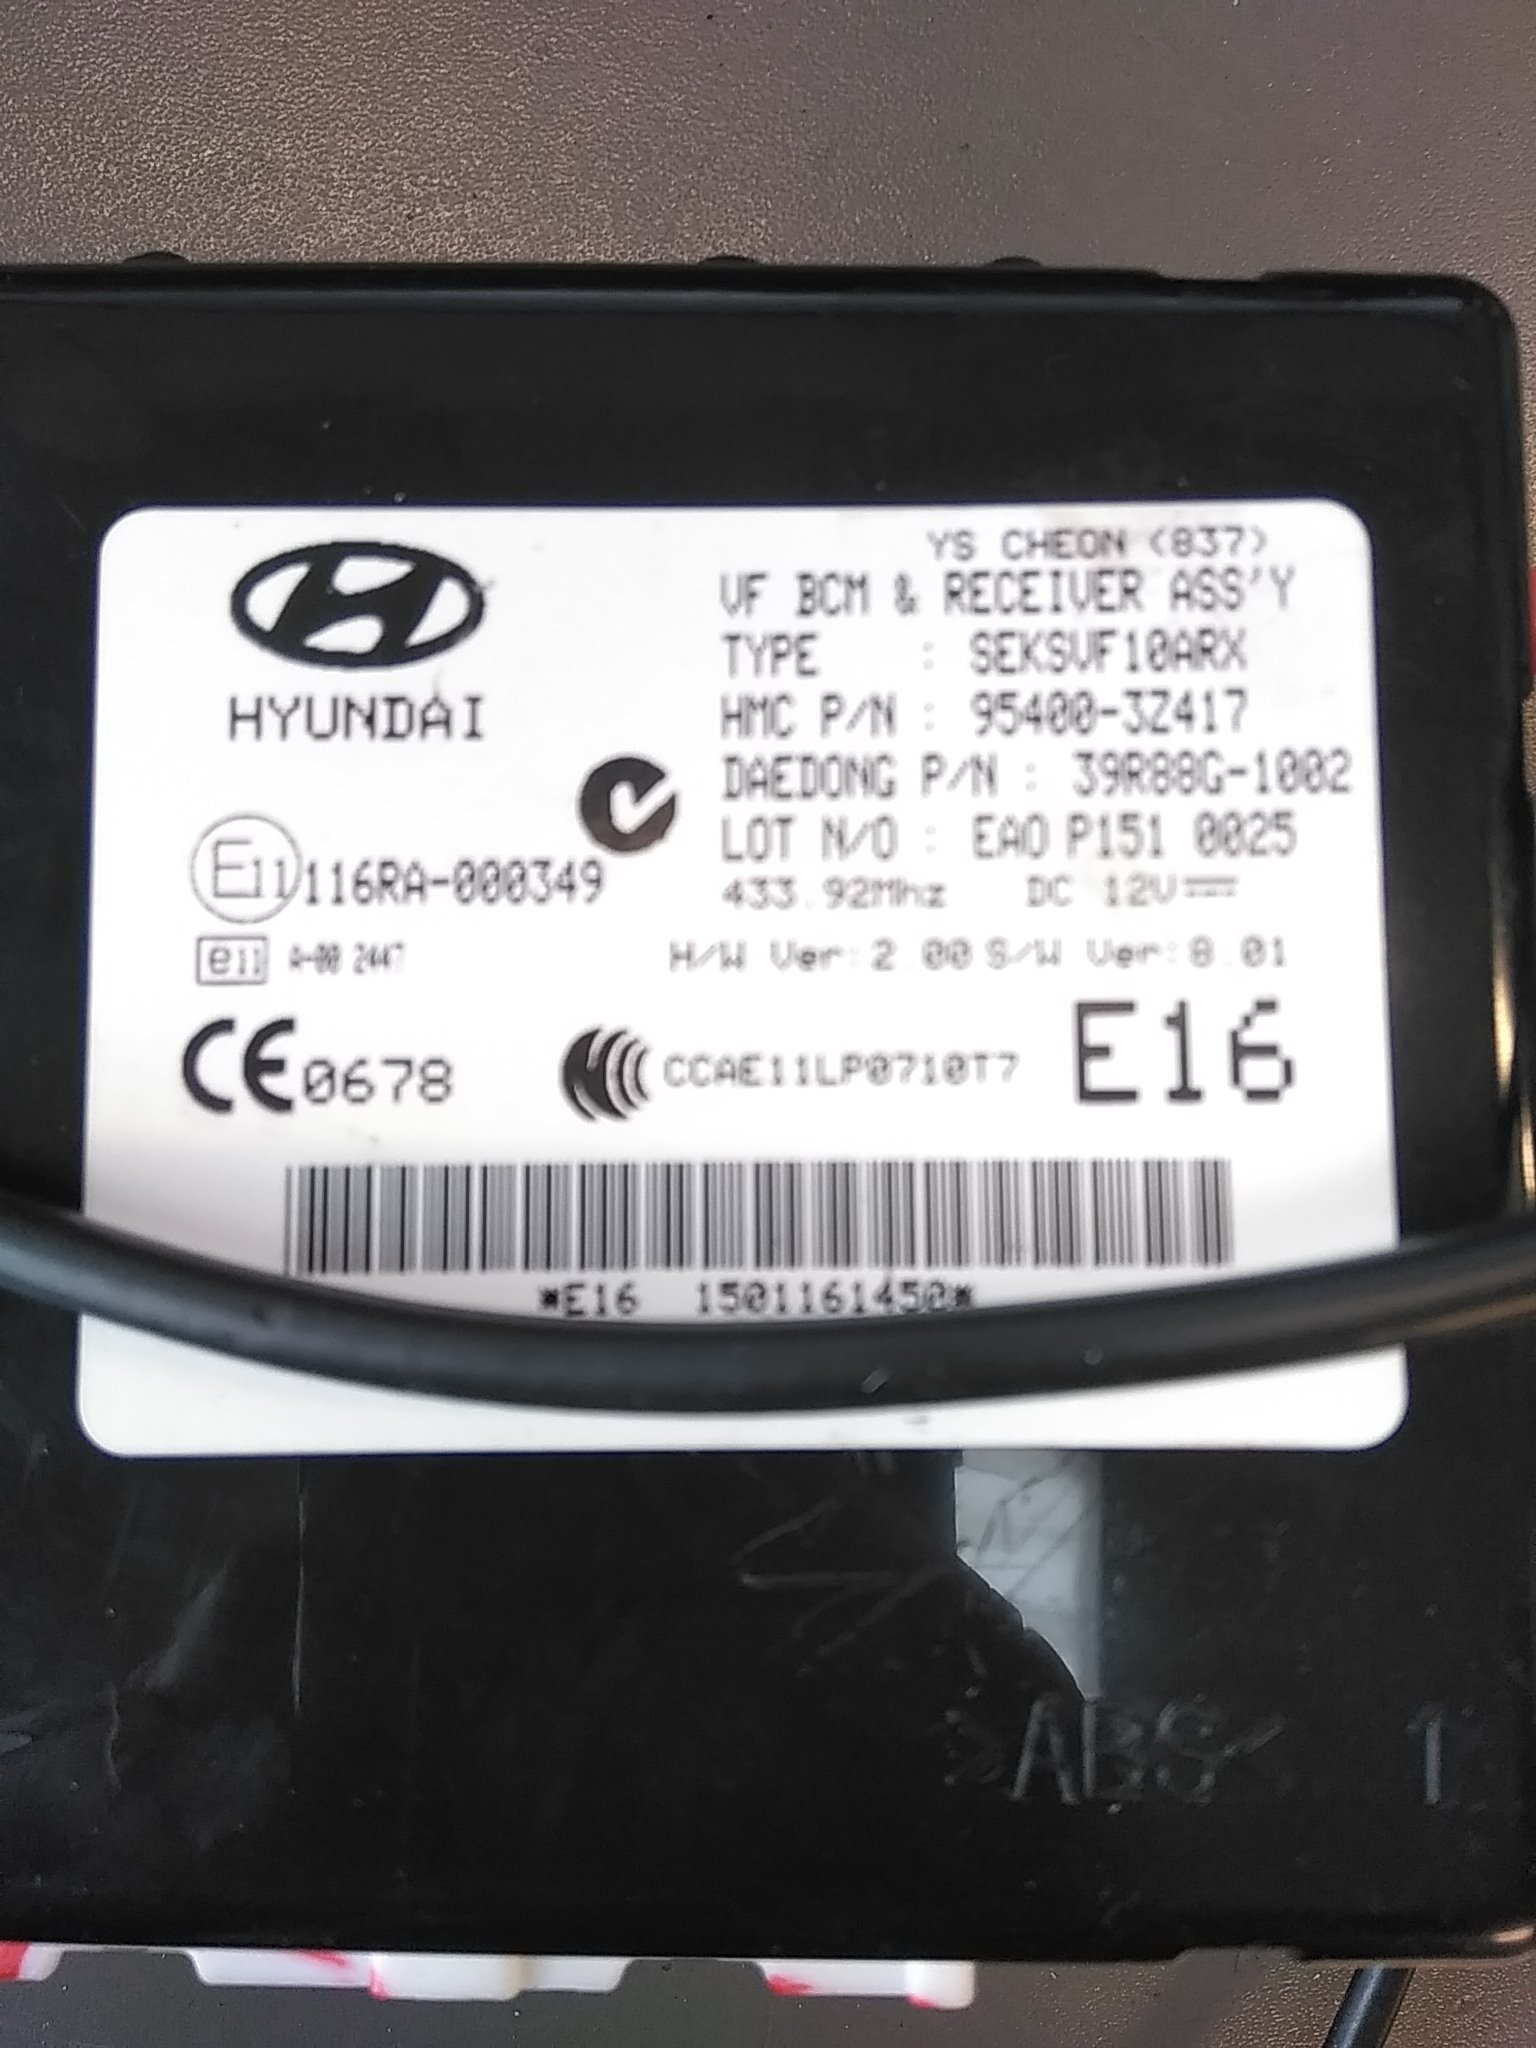 YS CHEON (837)
HYUNDAI
VF BCM & RECEIVER ASS'Y
TYPE : SEKSVF10ARX
HMC P/N : 95400-3Z417
DAEDONG P/N : 39R88G-1002
LOT N/O : EAO P151 0025
433.92Mhz DC 12V
E11 116RA-000349
e11 A-00 2447
H/W Ver:2.00 S/W Ver:8.01
CE0678
CCAE11LP0710T7
E16
*E16 1501161450*
>ABS< 1